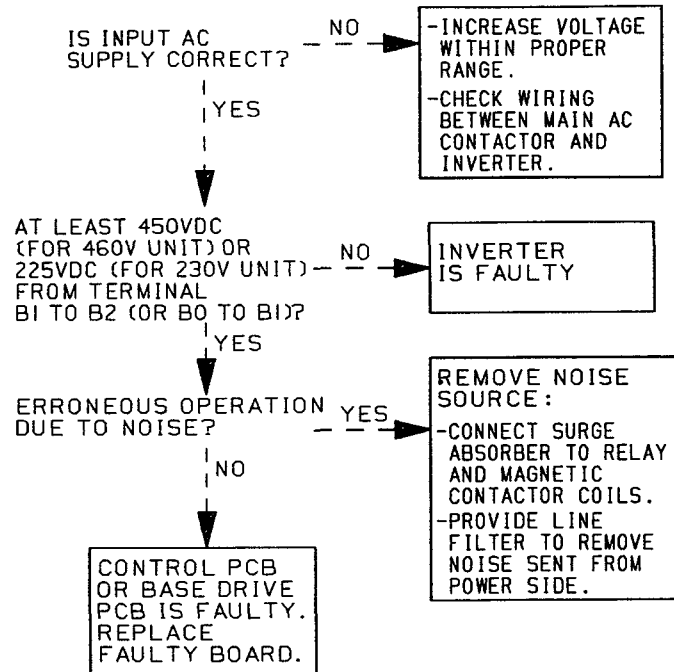 IS INPUT AC
SUPPLY CORRECT?
NO
-INCREASE VOLTAGE
WITHIN PROPER
RANGE.
-CHECK WIRING
BETWEEN MAIN AC
CONTACTOR AND
INVERTER.
YES
AT LEAST 450VDC
(FOR 460V UNIT) OR
225VDC (FOR 230V UNIT)
FROM TERMINAL
B1 TO B2 (OR B0 TO B1)?
NO
INVERTER
IS FAULTY
YES
ERRONEOUS OPERATION
DUE TO NOISE?
YES
REMOVE NOISE
SOURCE:
-CONNECT SURGE
ABSORBER TO RELAY
AND MAGNETIC
CONTACTOR COILS.
-PROVIDE LINE
FILTER TO REMOVE
NOISE SENT FROM
POWER SIDE.
NO
CONTROL PCB
OR BASE DRIVE
PCB IS FAULTY.
REPLACE
FAULTY BOARD.